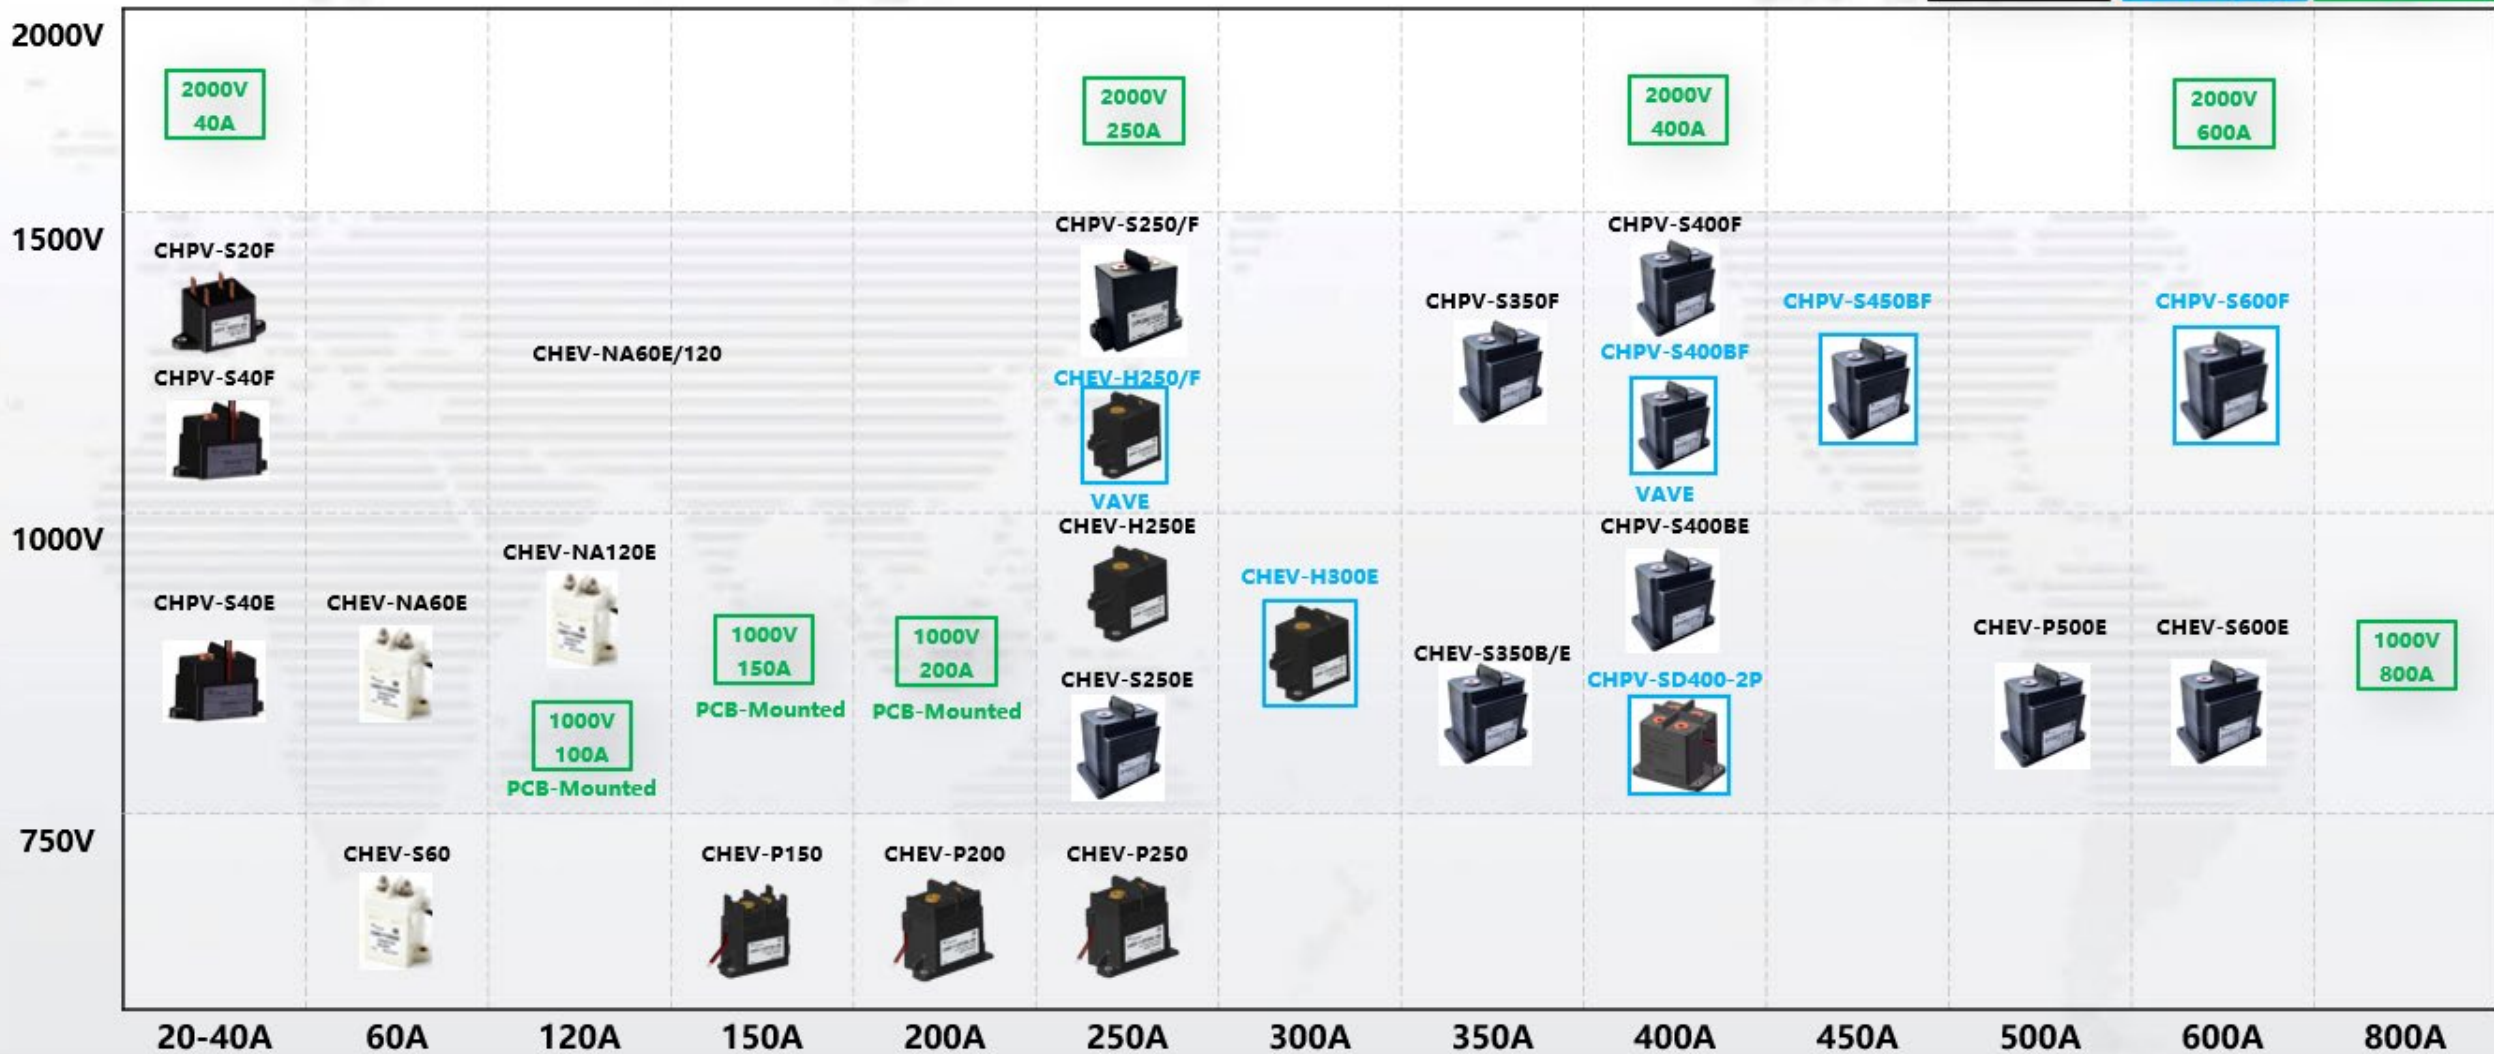 2000V
2000V
40A
2000V
250A
2000V
400A
2000V
600A
1500V
CHPV-S20F
CHPV-S40F
CHEV-NA60E/120
CHPV-S250/F
CHEV-H250/F
VAVE
CHPV-S350F
CHPV-S400F
CHPV-S400BF
VAVE
CHPV-S450BF
CHPV-S600F
1000V
CHPV-S40E
CHEV-NA60E
CHEV-NA120E
1000V
100A
PCB-Mounted
1000V
150A
PCB-Mounted
1000V
200A
PCB-Mounted
CHEV-H250E
CHEV-S250E
CHEV-H300E
CHEV-S350B/E
CHPV-S400BE
CHPV-SD400-2P
CHEV-P500E
CHEV-S600E
1000V
800A
750V
CHEV-S60
CHEV-P150
CHEV-P200
CHEV-P250
20-40A
60A
120A
150A
200A
250A
300A
350A
400A
450A
500A
600A
800A